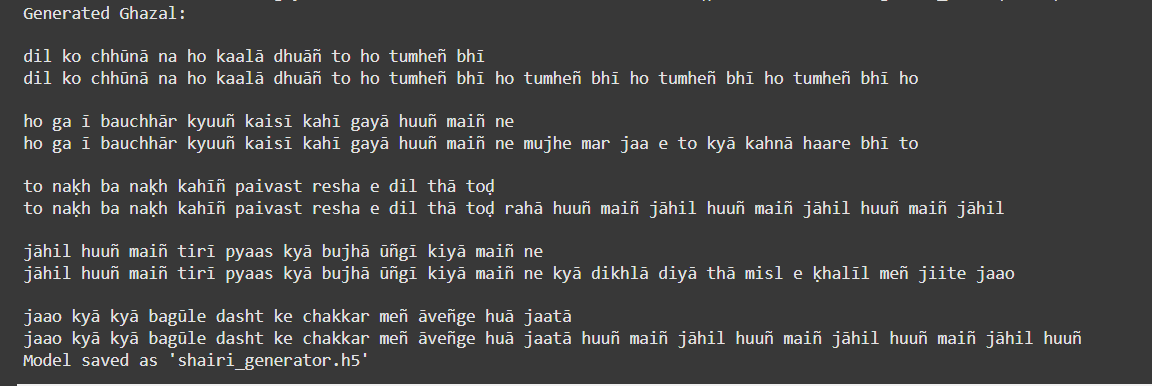 Generated Ghazal:
dil ko chhūnā na ho kaalā dhuāñ to ho tumheñ bhī
dil ko chhūnā na ho kaalā dhuāñ to ho tumheñ bhī ho tumheñ bhī ho tumheñ bhī ho tumheñ bhī ho
ho ga ī bauchhār kyuuñ kaisī kahī gayā huuñ maiñ ne
ho ga ī bauchhār kyuuñ kaisī kahī gayā huuñ maiñ ne mujhe mar jaa e to kyā kahnā haare bhī to
to naḳh ba naḳh kahīñ paivast resha e dil thā toḍ
to naḳh ba naḳh kahīñ paivast resha e dil thā toḍ rahā huuñ maiñ jāhil huuñ maiñ jāhil huuñ maiñ jāhil
jāhil huuñ maiñ tirī pyaas kyā bujhā ūñgī kiyā maiñ ne
jāhil huuñ maiñ tirī pyaas kyā bujhā ūñgī kiyā maiñ ne kyā dikhlā diyā thā misl e ḳhalīl meñ jiite jaao
jaao kyā kyā bagūle dasht ke chakkar meñ āveñge huā jaatā
jaao kyā kyā bagūle dasht ke chakkar meñ āveñge huā jaatā huuñ maiñ jāhil huuñ maiñ jāhil huuñ maiñ jāhil huuñ
Model saved as 'shairi_generator.h5'